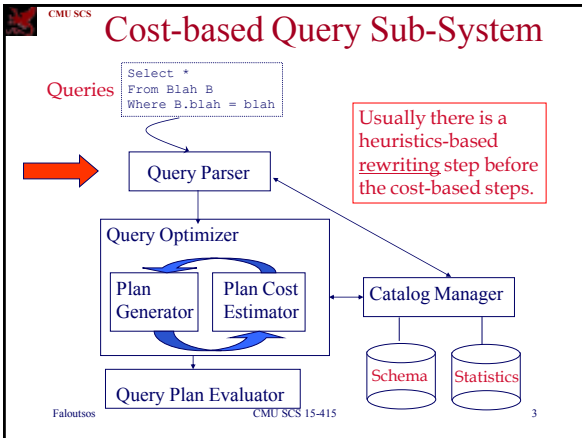 CMU SCS
Cost-based Query Sub-System
Queries
Select *
From Blah B
Where B.blah = blah
Usually there is a
heuristics-based
rewriting step before
the cost-based steps.
Query Parser
Query Optimizer
Plan
Generator
Plan Cost
Estimator
Catalog Manager
Schema
Statistics
Query Plan Evaluator
Faloutsos
CMU SCS 15-415
3